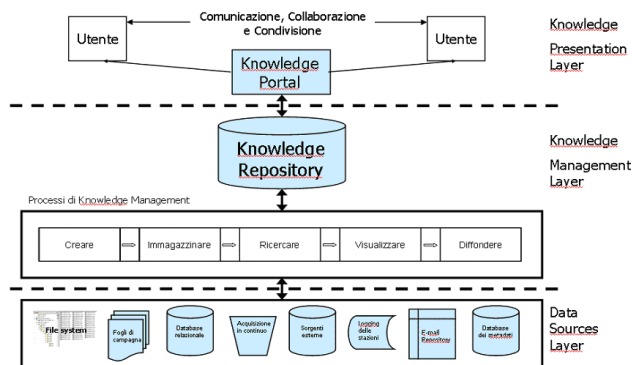 Comunicazione, Collaborazione
e Condivisione
Utente
Utente
Knowledge
Portal
Knowledge
Presentation
Layer
Knowledge
Repository
Knowledge
Management
Layer
Processi di Knowledge Management
Creare
Immagazzinare
Ricercare
Visualizzare
Diffondere
File system
Fogli di
campagna
Database
relazionale
Acquisizione
in continuo
Sorgenti
esterne
Logging
delle
stazioni
E-mail
Repository
Database
dei metadati
Data
Sources
Layer